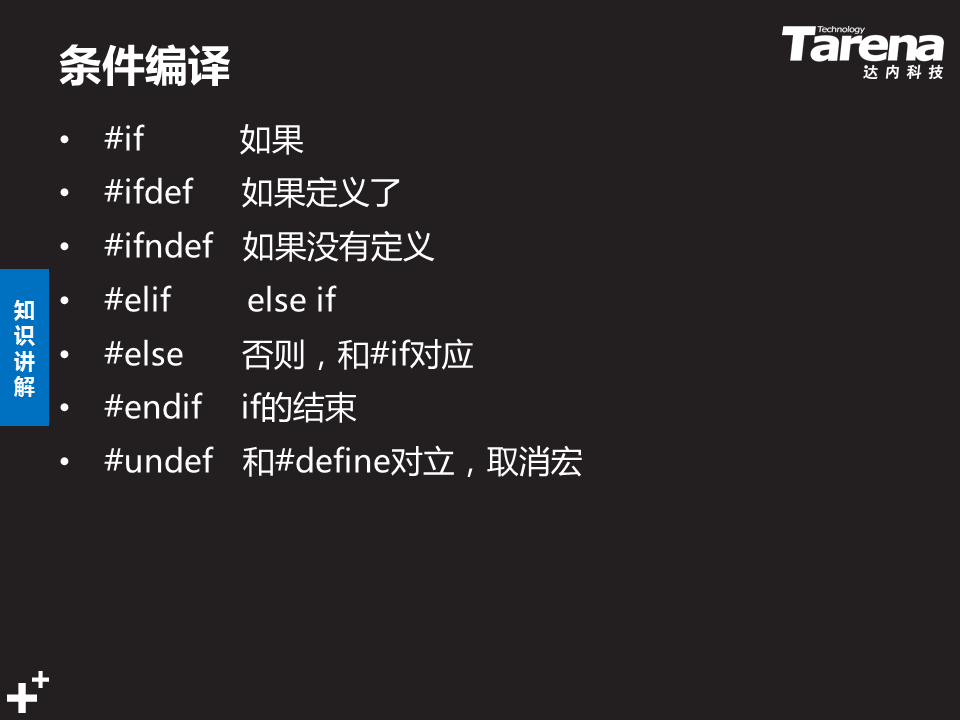 条件编译
Technology
Tarena
达内科技
• #if 如果
• #ifdef 如果定义了
• #ifndef 如果没有定义
• #elif else if
• #else 否则，和#if对应
• #endif if的结束
• #undef 和#define对立，取消宏
知
识
讲
解